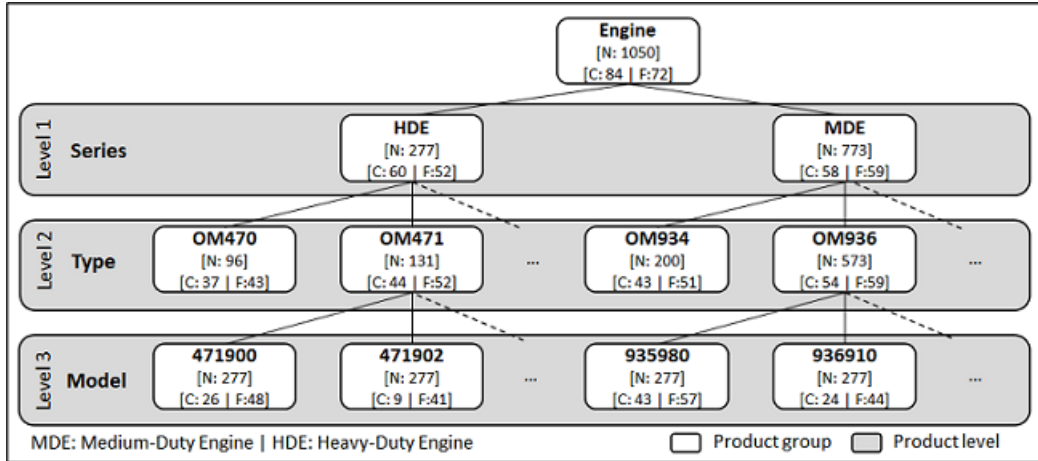 Engine
[N: 1050]
[C: 84 | F:72]
Level 1
Series
HDE
[N: 277]
[C: 60 | F:52]
MDE
[N: 773]
[C: 58 | F:59]
Level 2
Type
OM470
[N: 96]
[C: 37 | F:43]
OM471
[N: 131]
[C: 44 | F:52]
...
OM934
[N: 200]
[C: 43 | F:51]
OM936
[N: 573]
[C: 54 | F:59]
...
Level 3
Model
471900
[N: 277]
[C: 26 | F:48]
471902
[N: 277]
[C: 9 | F:41]
...
935980
[N: 277]
[C: 43 | F:57]
936910
[N: 277]
[C: 24 | F:44]
...
MDE: Medium-Duty Engine | HDE: Heavy-Duty Engine
Product group
Product level